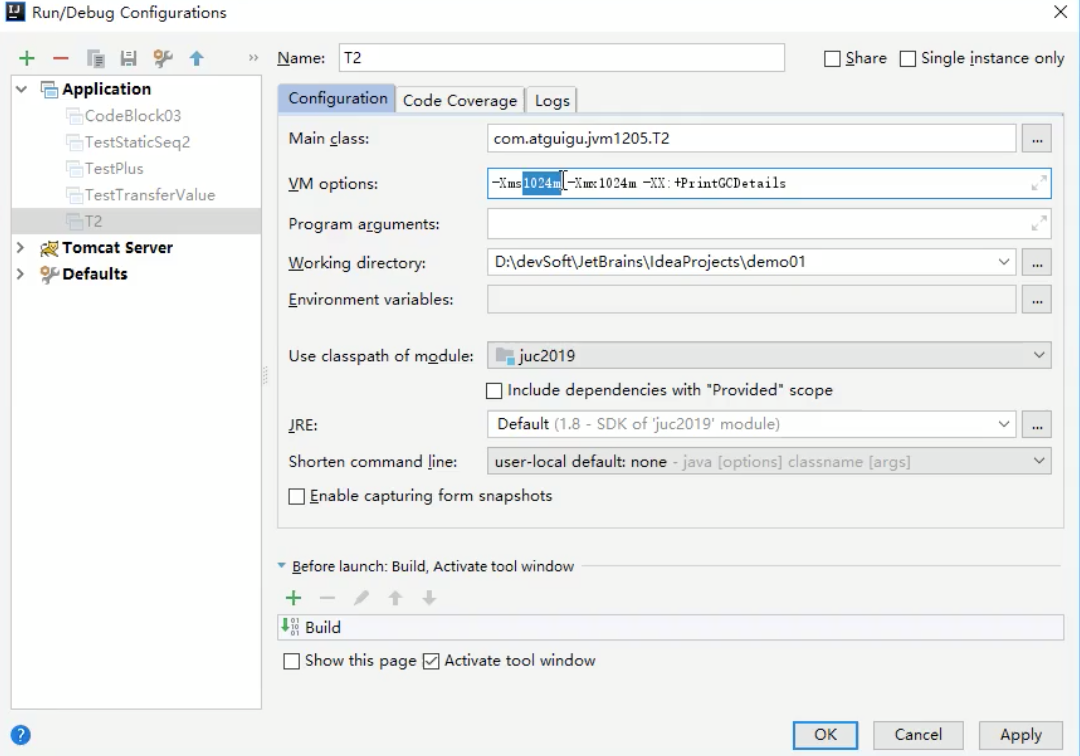 Run/Debug Configurations
Name: T2
Share
Single instance only
Application
CodeBlock03
TestStaticSeq2
TestPlus
TestTransferValue
T2
Tomcat Server
Defaults
Configuration
Code Coverage
Logs
Main class: com.atguigu.jvm1205.T2 ...
VM options: -Xms1024m -Xmx1024m -XX:+PrintGCDetails
Program arguments:
Working directory: D:\devSoft\JetBrains\IdeaProjects\demo01 ...
Environment variables: ...
Use classpath of module: juc2019
Include dependencies with "Provided" scope
JRE: Default (1.8 - SDK of 'juc2019' module) ...
Shorten command line: user-local default: none - java [options] classname [args]
Enable capturing form snapshots
Before launch: Build, Activate tool window
Build
Show this page
Activate tool window
OK
Cancel
Apply